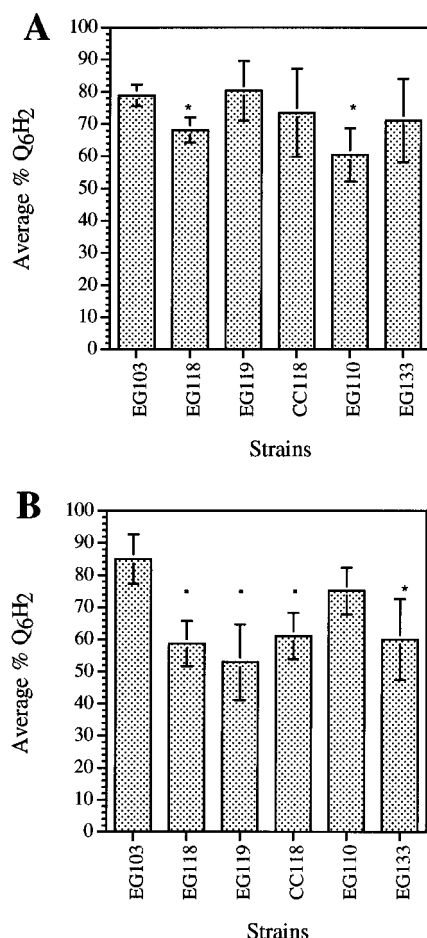 A
Average % Q6H2
100
90
80
70
60
50
40
30
20
10
0
*
*
EG103
EG118
EG119
CC118
EG110
EG133
Strains
B
Average % Q6H2
100
90
80
70
60
50
40
30
20
10
0
*
EG103
EG118
EG119
CC118
EG110
EG133
Strains